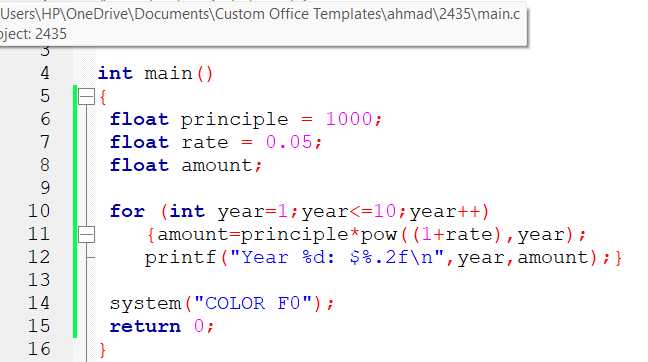 Users\HP\OneDrive\Documents\Custom Office Templates\ahmad\2435\main.c
oject: 2435
3
4 int main()
5 {
6 float principle = 1000;
7 float rate = 0.05;
8 float amount;
9
10 for (int year=1;year<=10;year++)
11 {amount=principle*pow((1+rate),year);
12 printf("Year %d: $%.2f\n",year,amount);}
13
14 system("COLOR F0");
15 return 0;
16 }